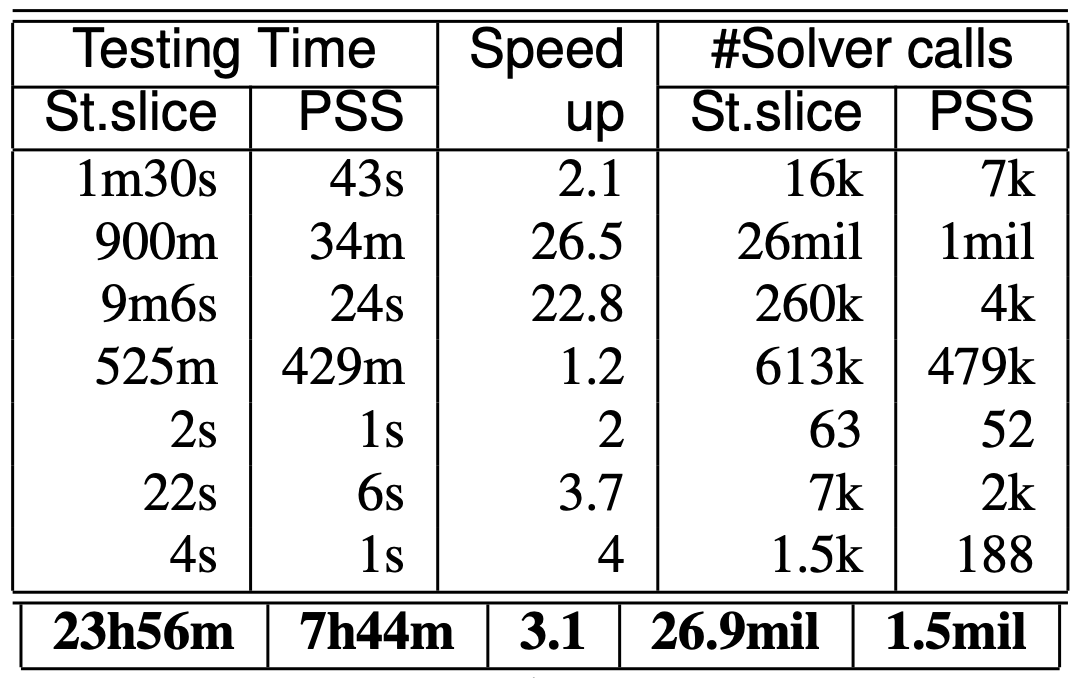 Testing Time Speed #Solver calls
St.slice PSS up St.slice PSS
1m30s 43s 2.1 16k 7k
900m 34m 26.5 26mil 1mil
9m6s 24s 22.8 260k 4k
525m 429m 1.2 613k 479k
2s 1s 2 63 52
22s 6s 3.7 7k 2k
4s 1s 4 1.5k 188
23h56m 7h44m 3.1 26.9mil 1.5mil